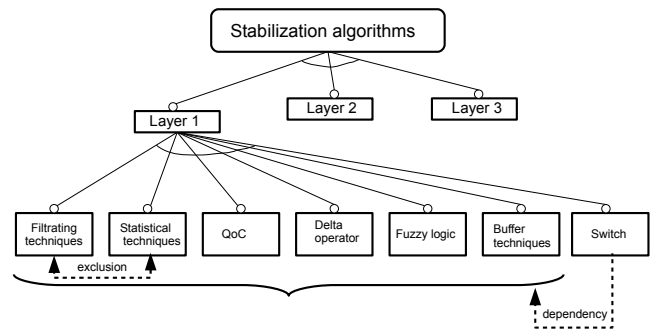 Stabilization algorithms
Layer 1
Layer 2
Layer 3
Filtrating
techniques
Statistical
techniques
QoC
Delta
operator
Fuzzy logic
Buffer
techniques
Switch
exclusion
dependency